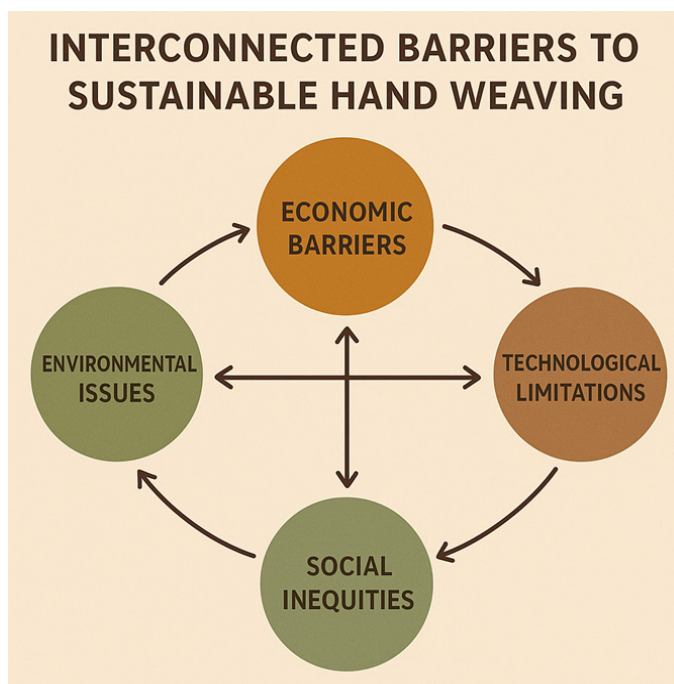 INTERCONNECTED BARRIERS TO
SUSTAINABLE HAND WEAVING
ECONOMIC
BARRIERS
ENVIRONMENTAL
ISSUES
TECHNOLOGICAL
LIMITATIONS
SOCIAL
INEQUITIES